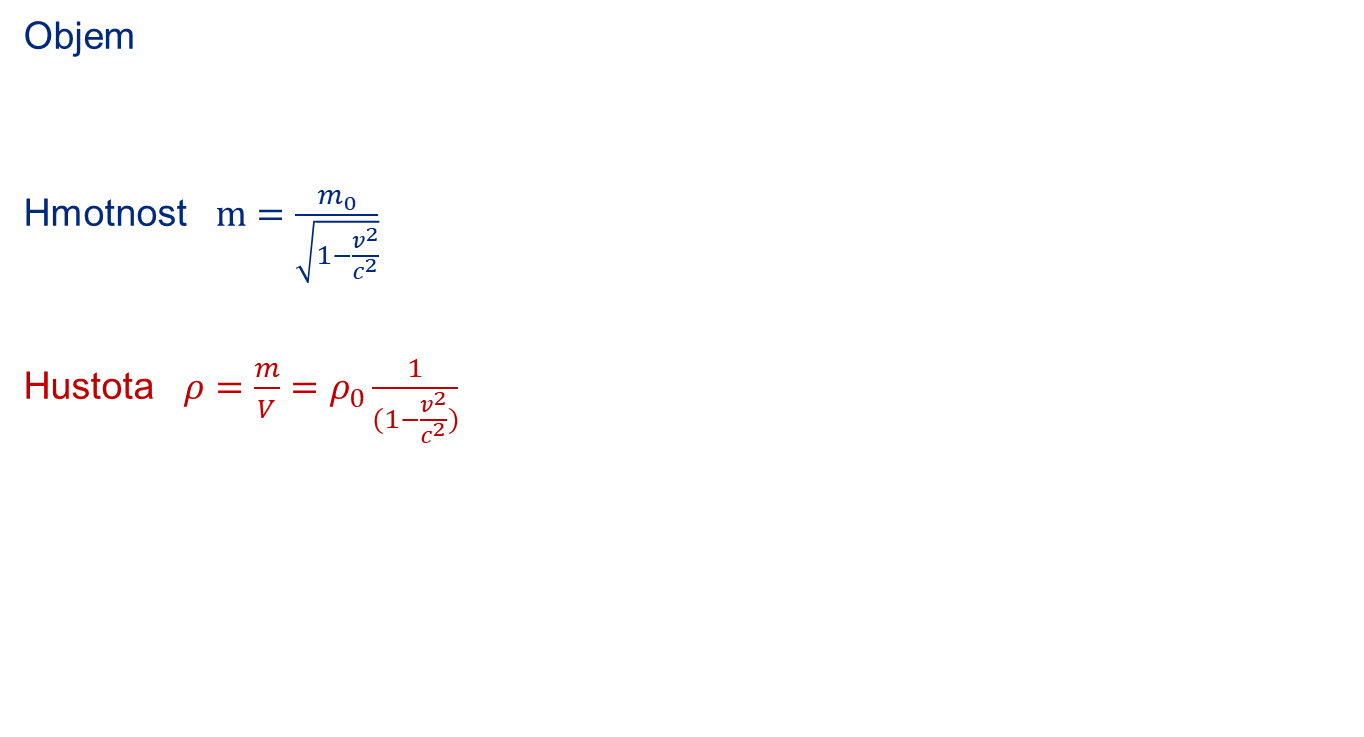 Objem
Hmotnost m = m₀ / √(1−v²/c²)
Hustota ρ = m/V = ρ₀ 1/(1−v²/c²)